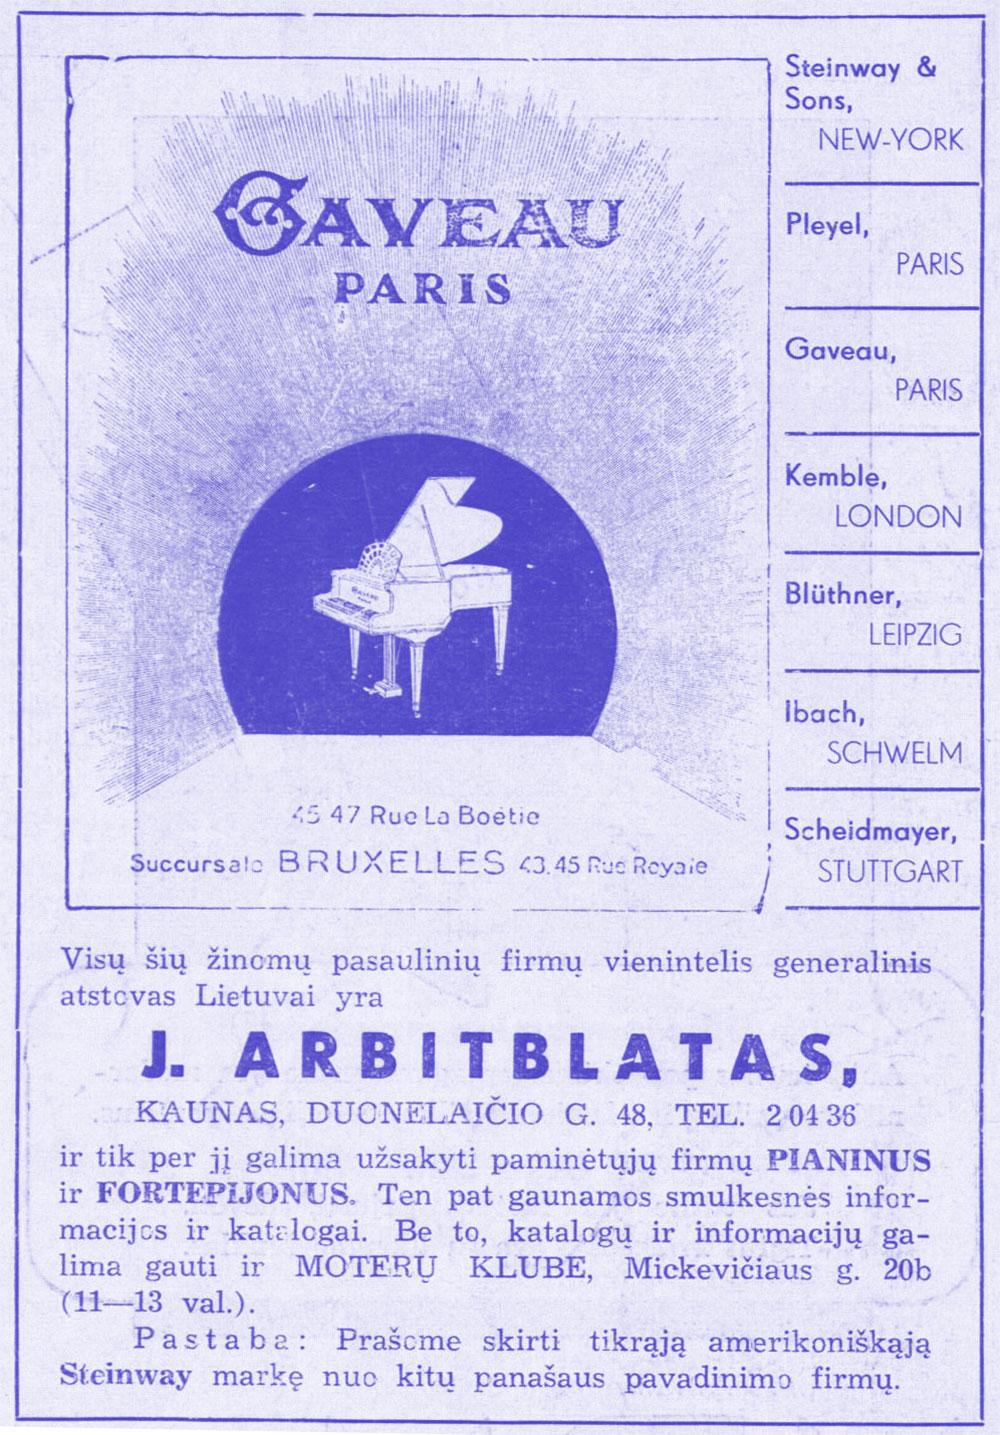 GAVEAU
PARIS
45 47 Rue La Boétie
Succursale BRUXELLES 43.45 Rue Royale
Steinway &
Sons,
NEW-YORK
Pleyel,
PARIS
Gaveau,
PARIS
Kemble,
LONDON
Blüthner,
LEIPZIG
Ibach,
SCHWELM
Scheidmayer,
STUTTGART
Visų šių žinomų pasaulinių firmų vienintelis generalinis
atstovas Lietuvai yra
J. ARBITBLATAS,
KAUNAS, DUONELAIČIO G. 48, TEL. 2 04 36
ir tik per jį galima užsakyti paminėtųjų firmų PIANINUS
ir FORTEPIJONUS. Ten pat gaunamos smulkesnės infor-
macijos ir katalogai. Be to, katalogų ir informacijų ga-
lima gauti ir MOTERŲ KLUBE, Mickevičiaus g. 20b
(11—13 val.).
Pastaba: Prašome skirti tikrąją amerikoniškąją
Steinway markę nuo kitų panašaus pavadinimo firmų.